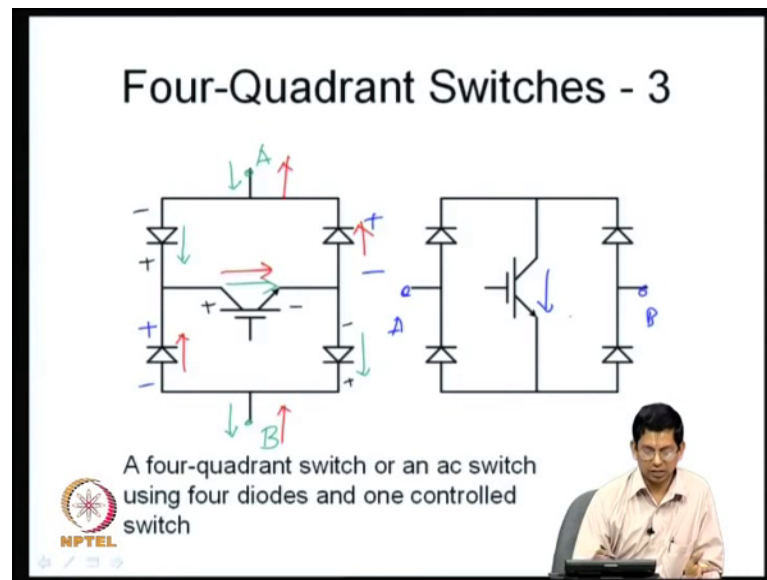 Four-Quadrant Switches - 3
A
- +
+ -
+ -
+ -
- +
A B
B
A four-quadrant switch or an ac switch
using four diodes and one controlled
switch
NPTEL